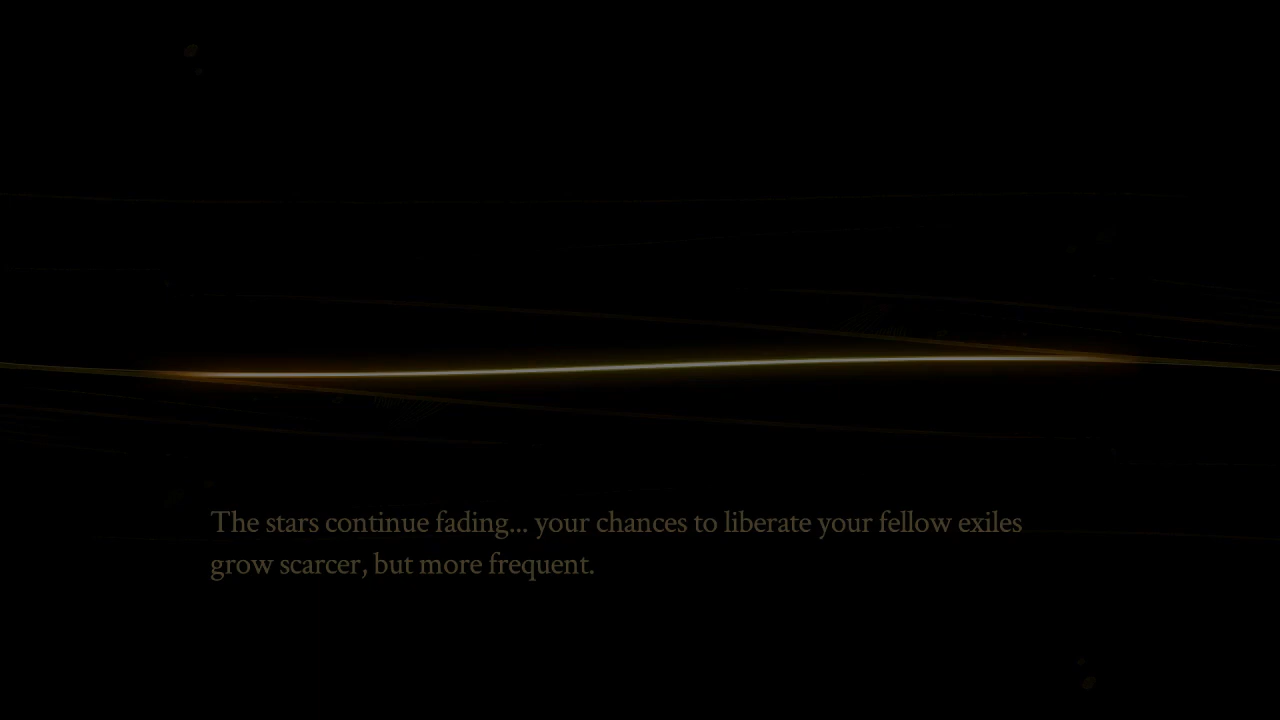 The stars continue fading... your chances to liberate your fellow exiles
grow scarcer, but more frequent.